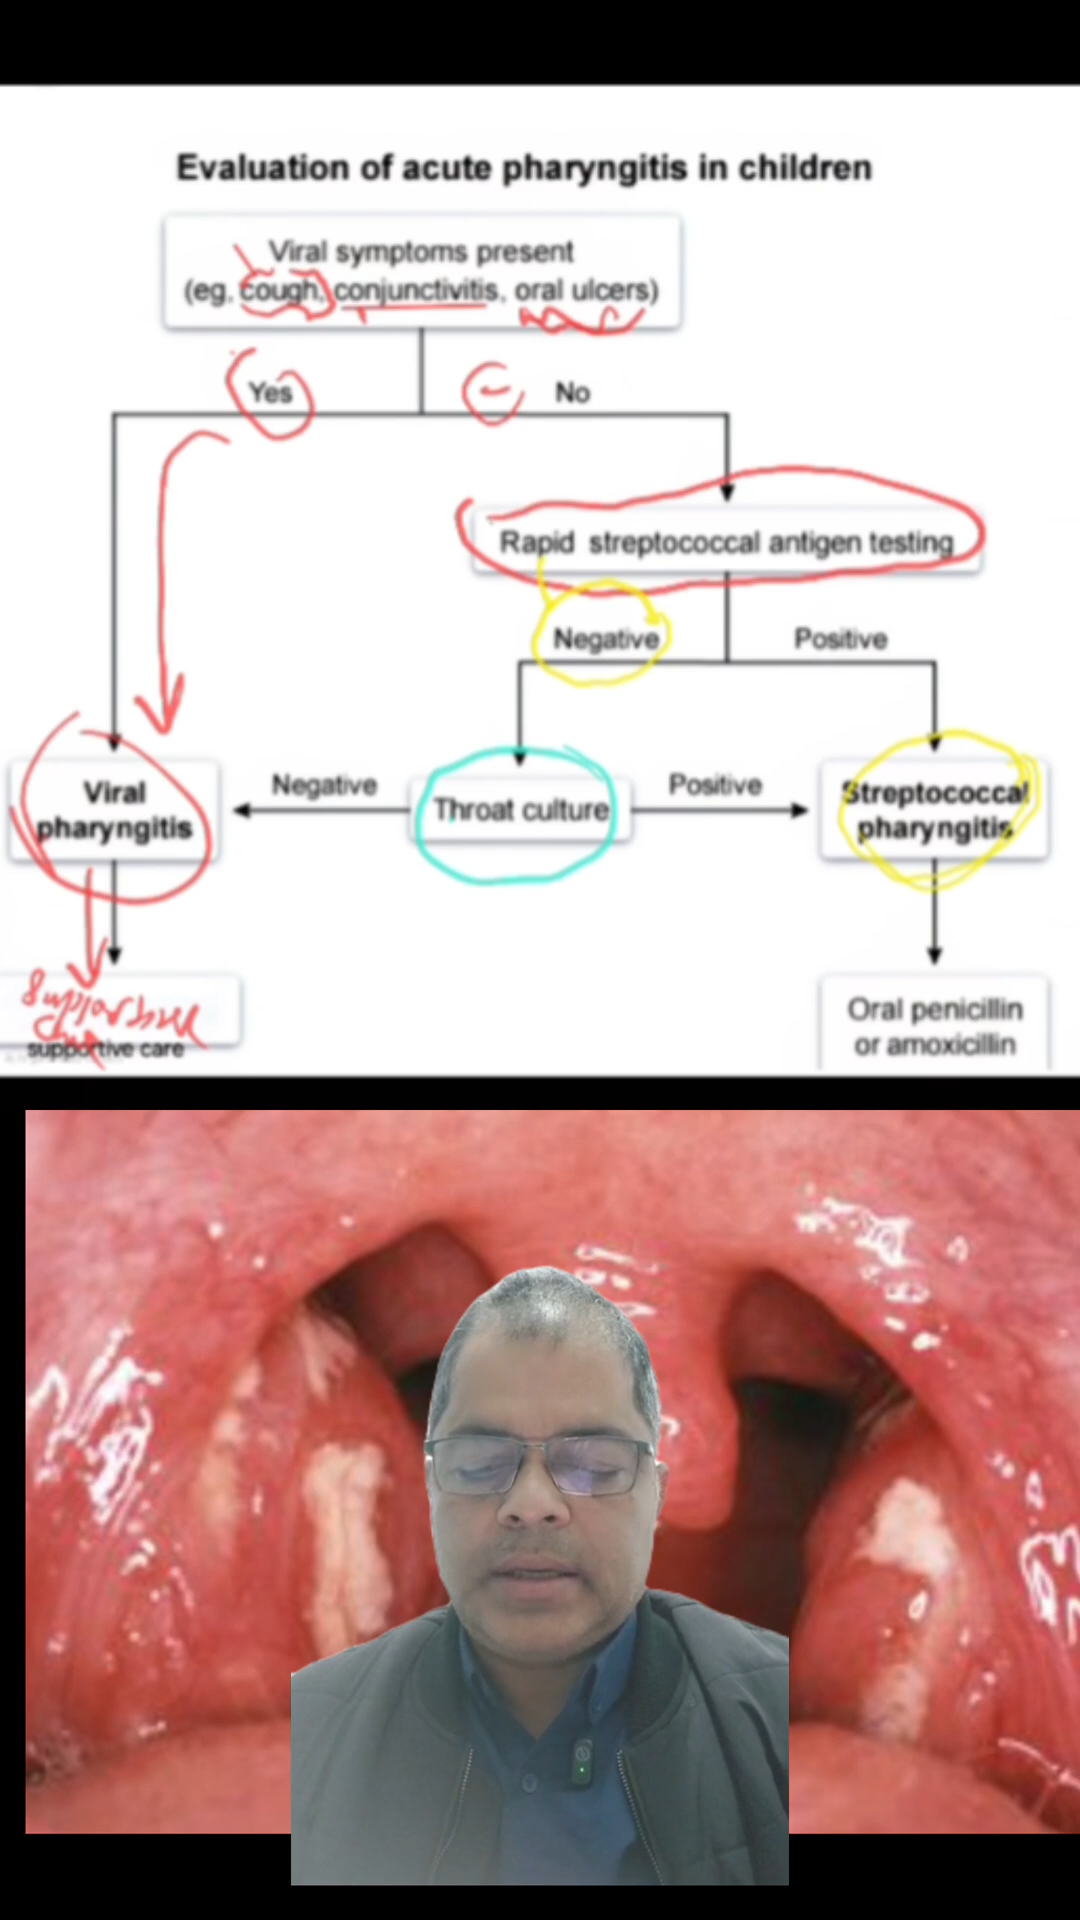 Evaluation of acute pharyngitis in children
Viral symptoms present
(eg, cough, conjunctivitis, oral ulcers)
Yes
No
Rapid streptococcal antigen testing
Negative
Positive
Viral
pharyngitis
Negative
Throat culture
Positive
Streptococcal
pharyngitis
supportive care
Oral penicillin
or amoxicillin